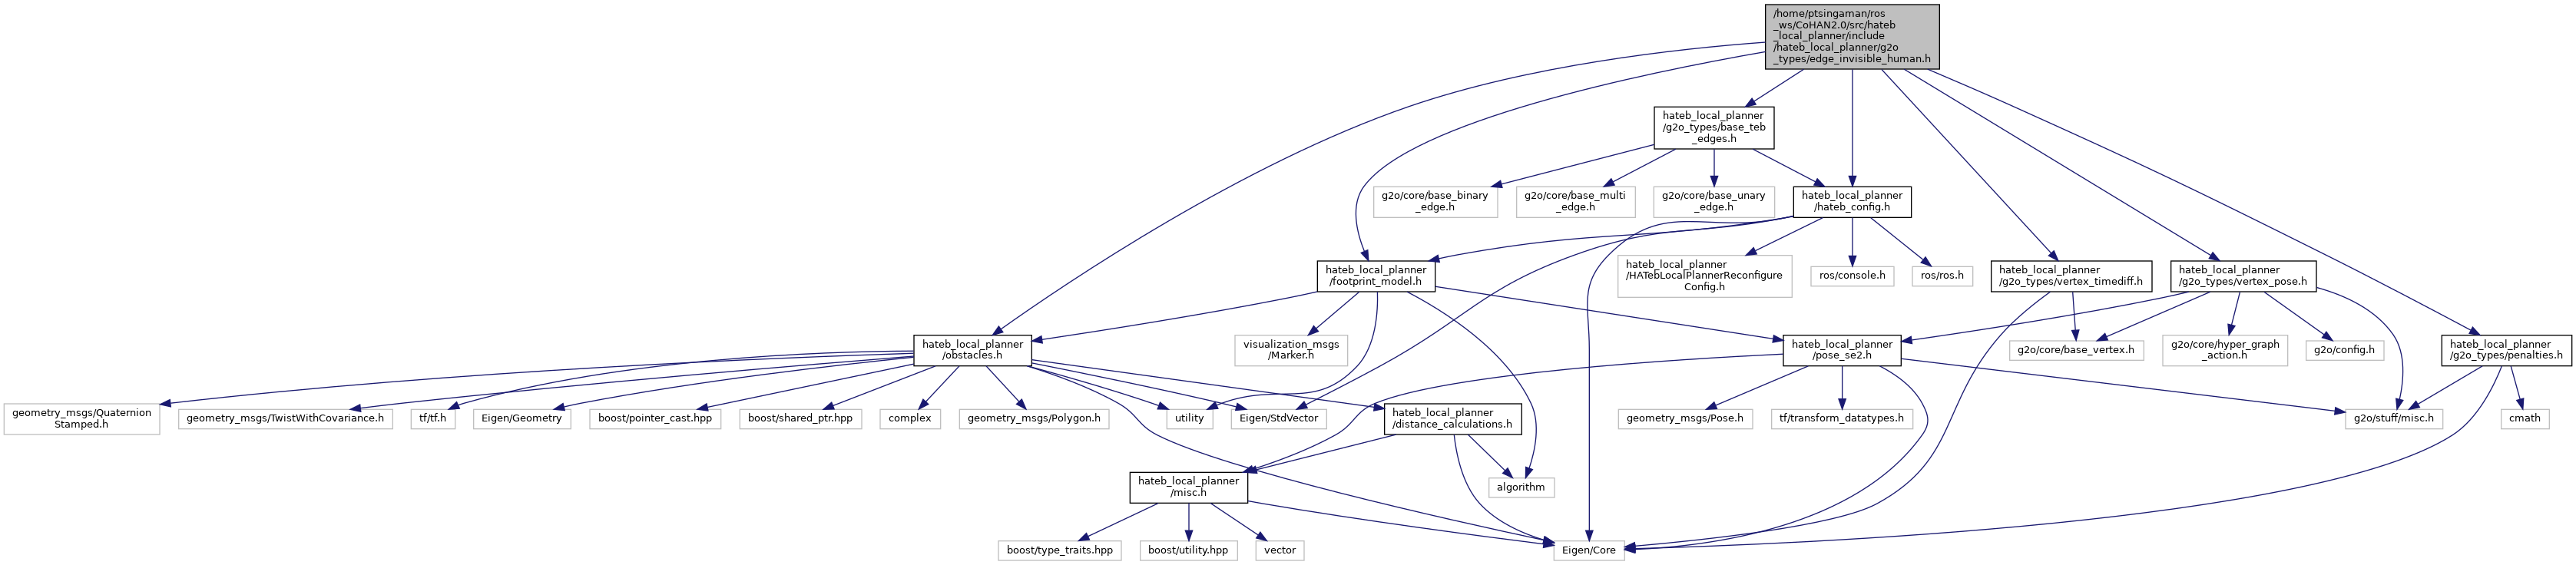 /home/ptsingaman/ros
_ws/CoHAN2.0/src/hateb
_local_planner/include
/hateb_local_planner/g2o
_types/edge_invisible_human.h
hateb_local_planner
/g2o_types/base_teb
_edges.h
g2o/core/base_binary
_edge.h
g2o/core/base_multi
_edge.h
g2o/core/base_unary
_edge.h
hateb_local_planner
/hateb_config.h
hateb_local_planner
/footprint_model.h
hateb_local_planner
/HATebLocalPlannerReconfigure
Config.h
ros/console.h
ros/ros.h
hateb_local_planner
/g2o_types/vertex_timediff.h
hateb_local_planner
/g2o_types/vertex_pose.h
hateb_local_planner
/obstacles.h
visualization_msgs
/Marker.h
hateb_local_planner
/pose_se2.h
g2o/core/base_vertex.h
g2o/core/hyper_graph
_action.h
g2o/config.h
hateb_local_planner
/g2o_types/penalties.h
geometry_msgs/Quaternion
Stamped.h
geometry_msgs/TwistWithCovariance.h
tf/tf.h
Eigen/Geometry
boost/pointer_cast.hpp
boost/shared_ptr.hpp
complex
geometry_msgs/Polygon.h
utility
Eigen/StdVector
hateb_local_planner
/distance_calculations.h
geometry_msgs/Pose.h
tf/transform_datatypes.h
g2o/stuff/misc.h
cmath
hateb_local_planner
/misc.h
algorithm
boost/type_traits.hpp
boost/utility.hpp
vector
Eigen/Core